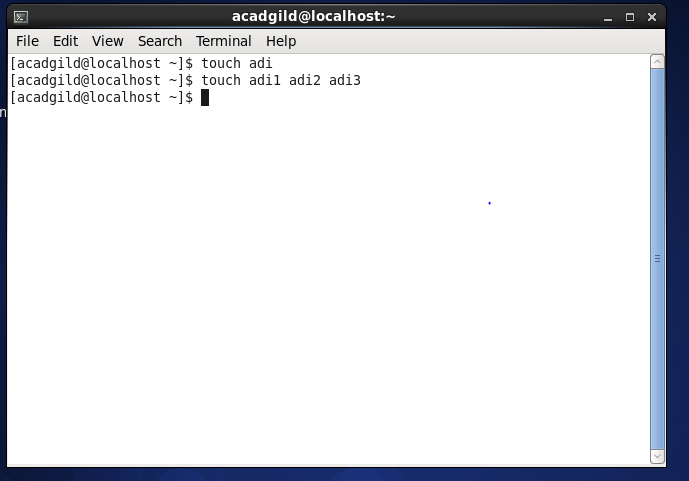 acadgild@localhost:~
File Edit View Search Terminal Help
[acadgild@localhost ~]$ touch adi
[acadgild@localhost ~]$ touch adi1 adi2 adi3
[acadgild@localhost ~]$
n